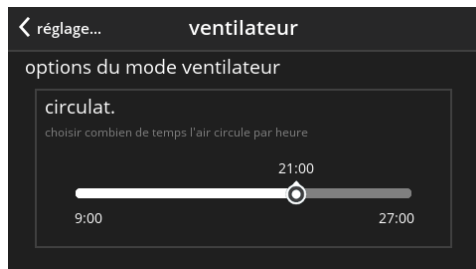 réglage... ventilateur
options du mode ventilateur
circulat.
choisir combien de temps l'air circule par heure
21:00
9:00 27:00